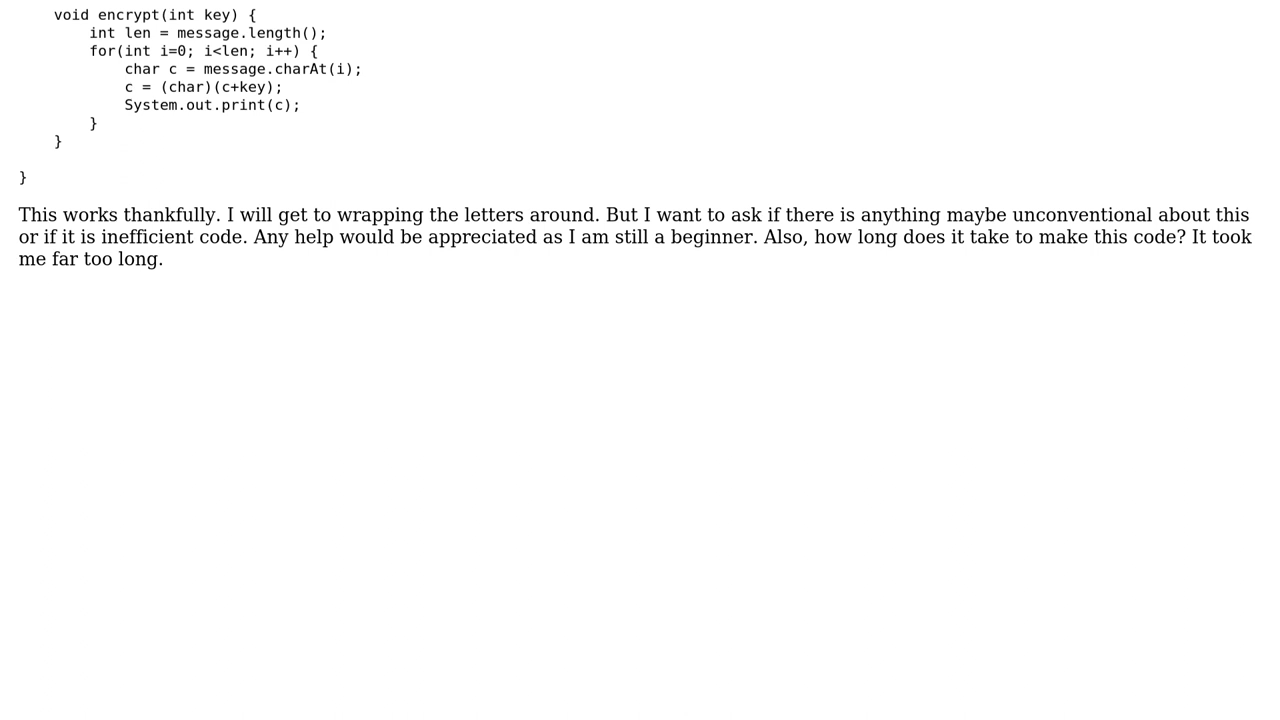 void encrypt(int key) {
        int len = message.length();
        for(int i=0; i<len; i++) {
            char c = message.charAt(i);
            c = (char)(c+key);
            System.out.print(c);
        }
    }
}
This works thankfully. I will get to wrapping the letters around. But I want to ask if there is anything maybe unconventional about this
or if it is inefficient code. Any help would be appreciated as I am still a beginner. Also, how long does it take to make this code? It took
me far too long.